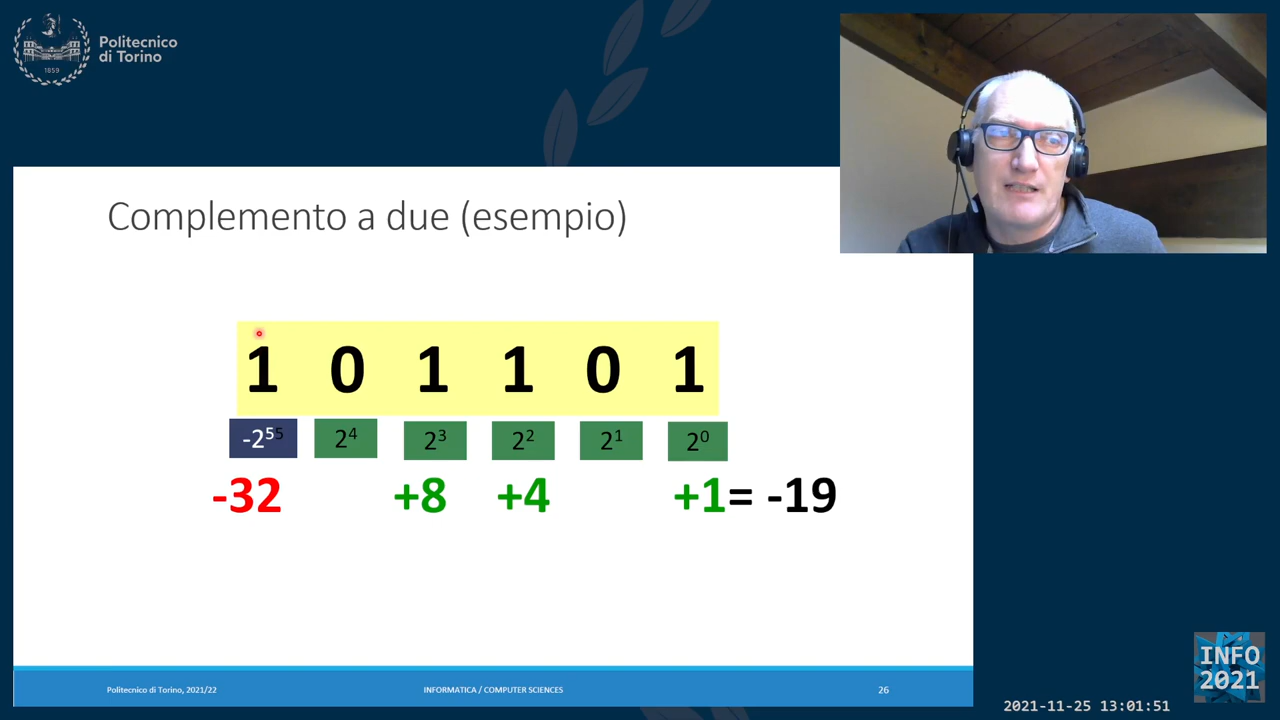 Politecnico
di Torino
1859
Complemento a due (esempio)
1 0 1 1 0 1
-2⁵⁵ 2⁴ 2³ 2² 2¹ 2⁰
-32 +8 +4 +1= -19
Politecnico di Torino, 2021/22 INFORMATICA / COMPUTER SCIENCES 26
INFO
2021
2021-11-25 13:01:51